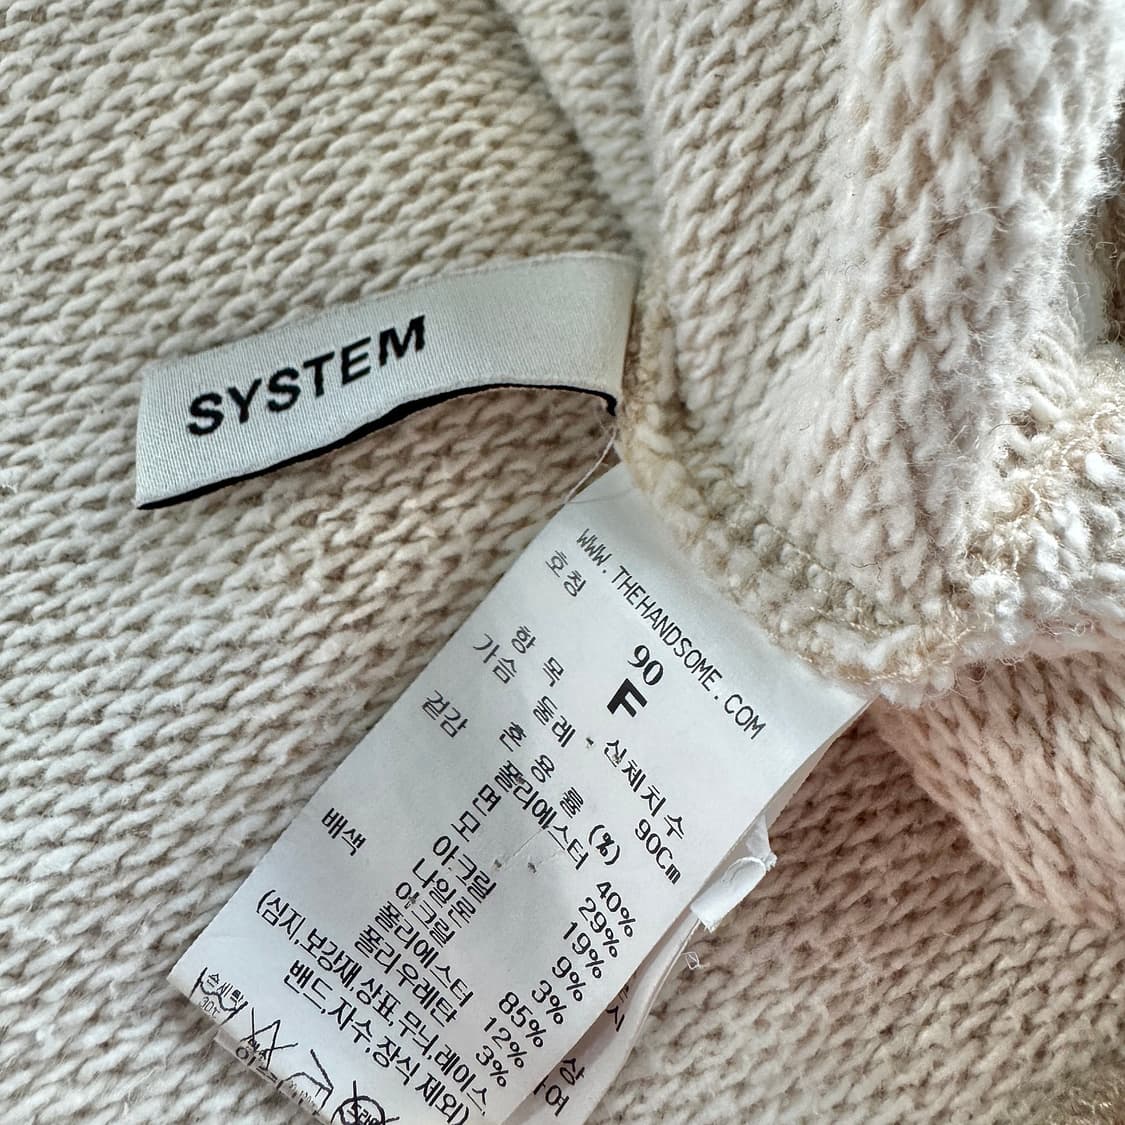 SYSTEM
WWW.THEHANDSOME.COM
호칭 90
F
항 목 신체치수
가슴 둘레 90Cm
혼 용 률 (%)
겉감 폴리에스터 40%
면 29%
모 19%
아크릴 9%
나일론 3%
배색 아크릴 85%
폴리에스터 12%
폴리우레탄 3%
(심지,보강재,상표,무늬,레이스,
밴드,자수,장식 제외)
손세탁
30℃